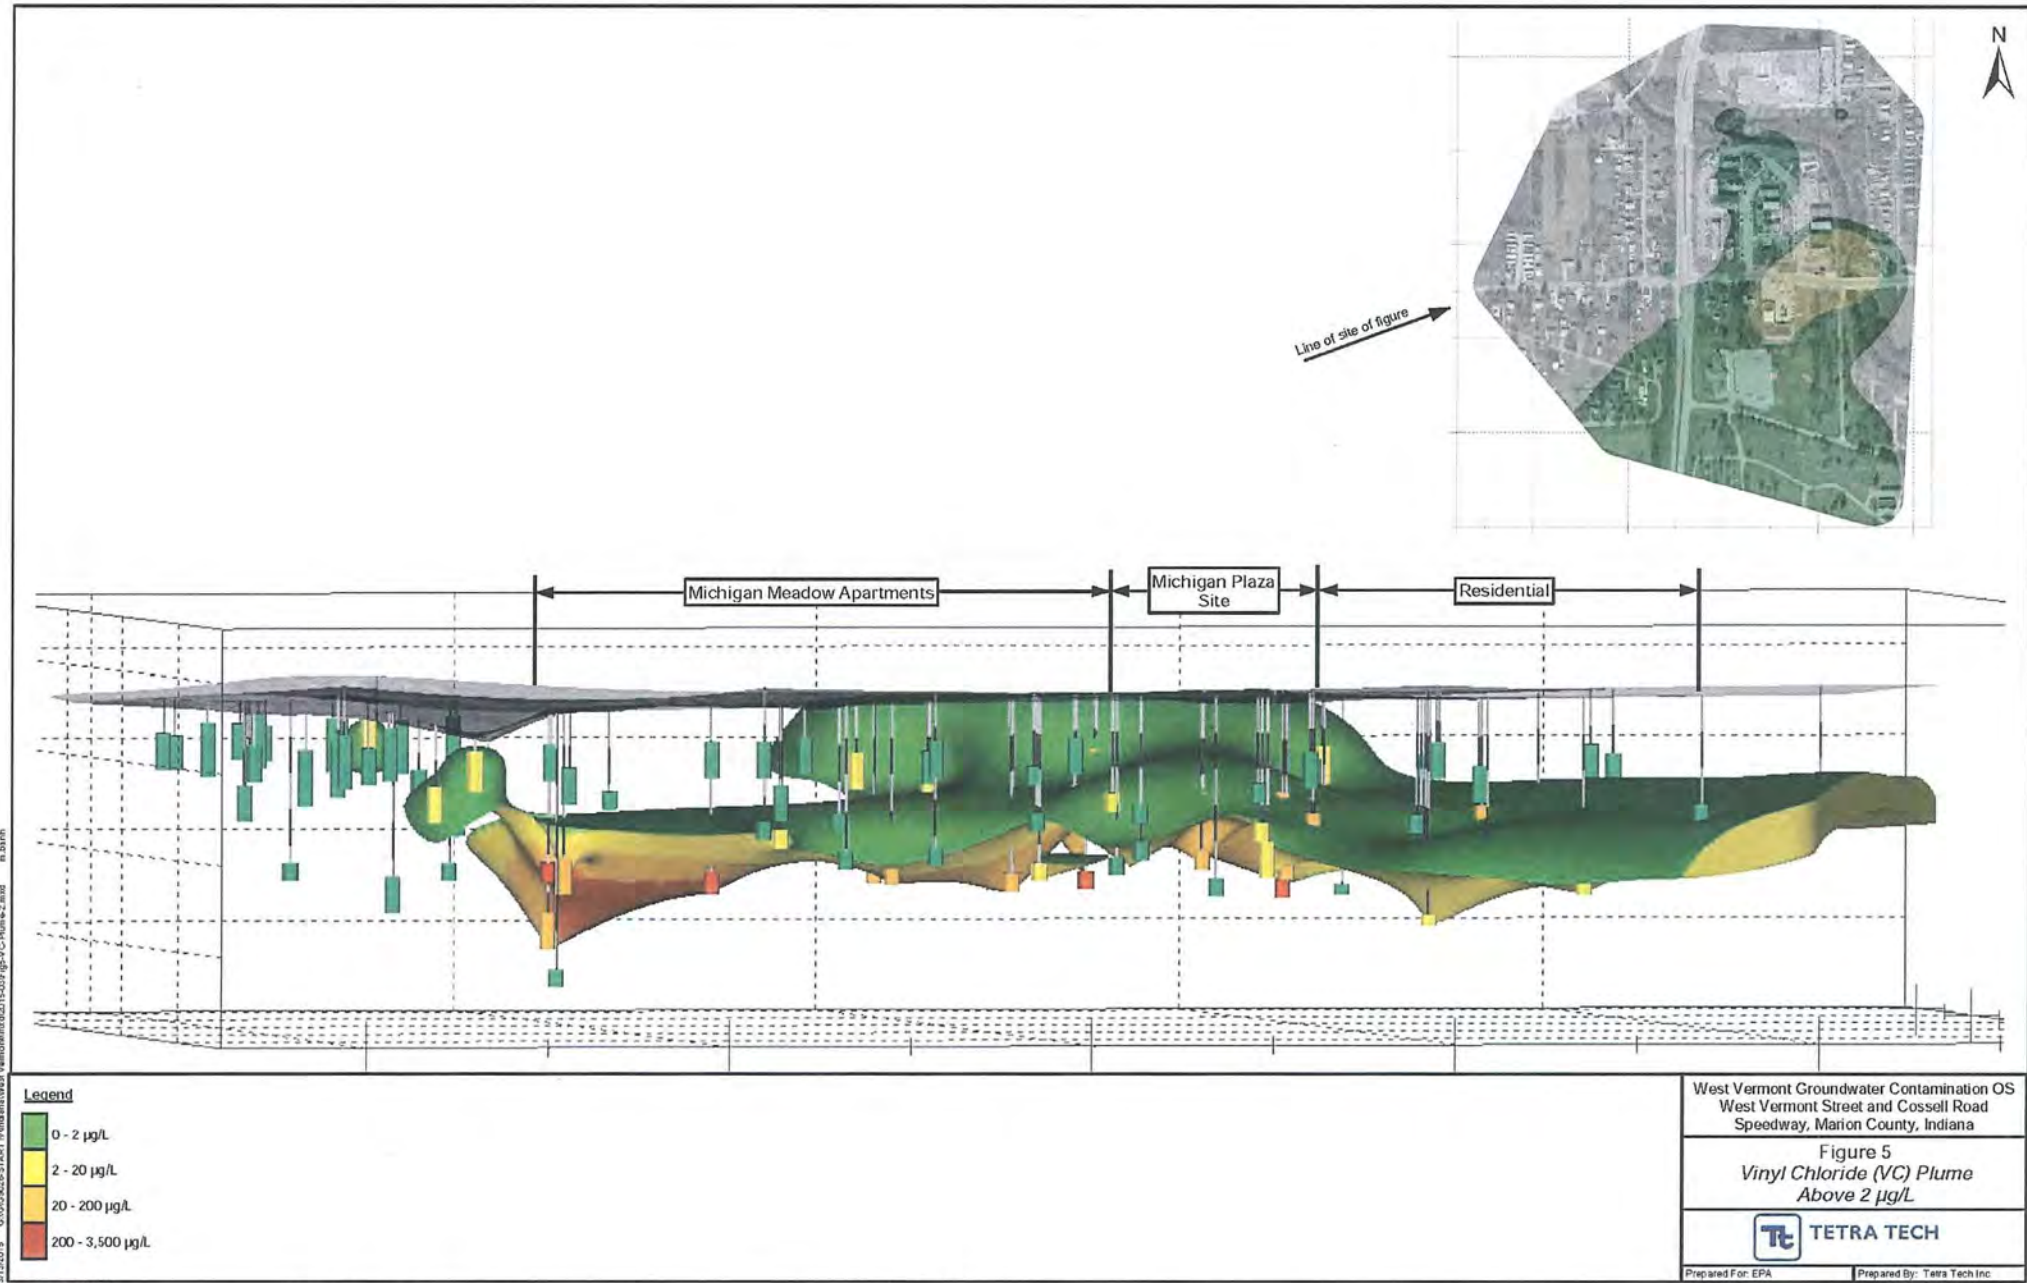 N
Line of site of figure
Michigan Meadow Apartments
Michigan Plaza
Site
Residential
Legend
0 - 2 µg/L
2 - 20 µg/L
20 - 200 µg/L
200 - 3,500 µg/L
West Vermont Groundwater Contamination OS
West Vermont Street and Cossell Road
Speedway, Marion County, Indiana
Figure 5
Vinyl Chloride (VC) Plume
Above 2 µg/L
Tt
TETRA TECH
Prepared For: EPA
Prepared By: Tetra Tech Inc